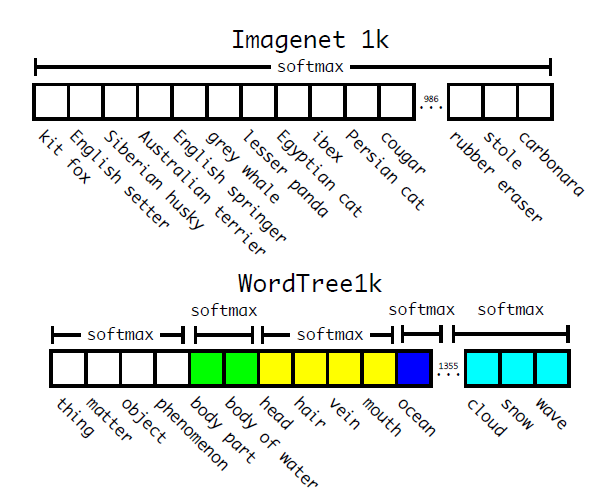 Imagenet 1k
softmax
986
...
kit fox
English setter
Siberian husky
Australian terrier
English springer
grey whale
lesser panda
Egyptian cat
ibex
Persian cat
cougar
rubber eraser
stole
carbonara
WordTree1k
softmax
softmax
softmax
softmax
softmax
1355
...
thing
matter
object
phenomenon
body part
body of water
head
hair
vein
mouth
ocean
cloud
snow
wave